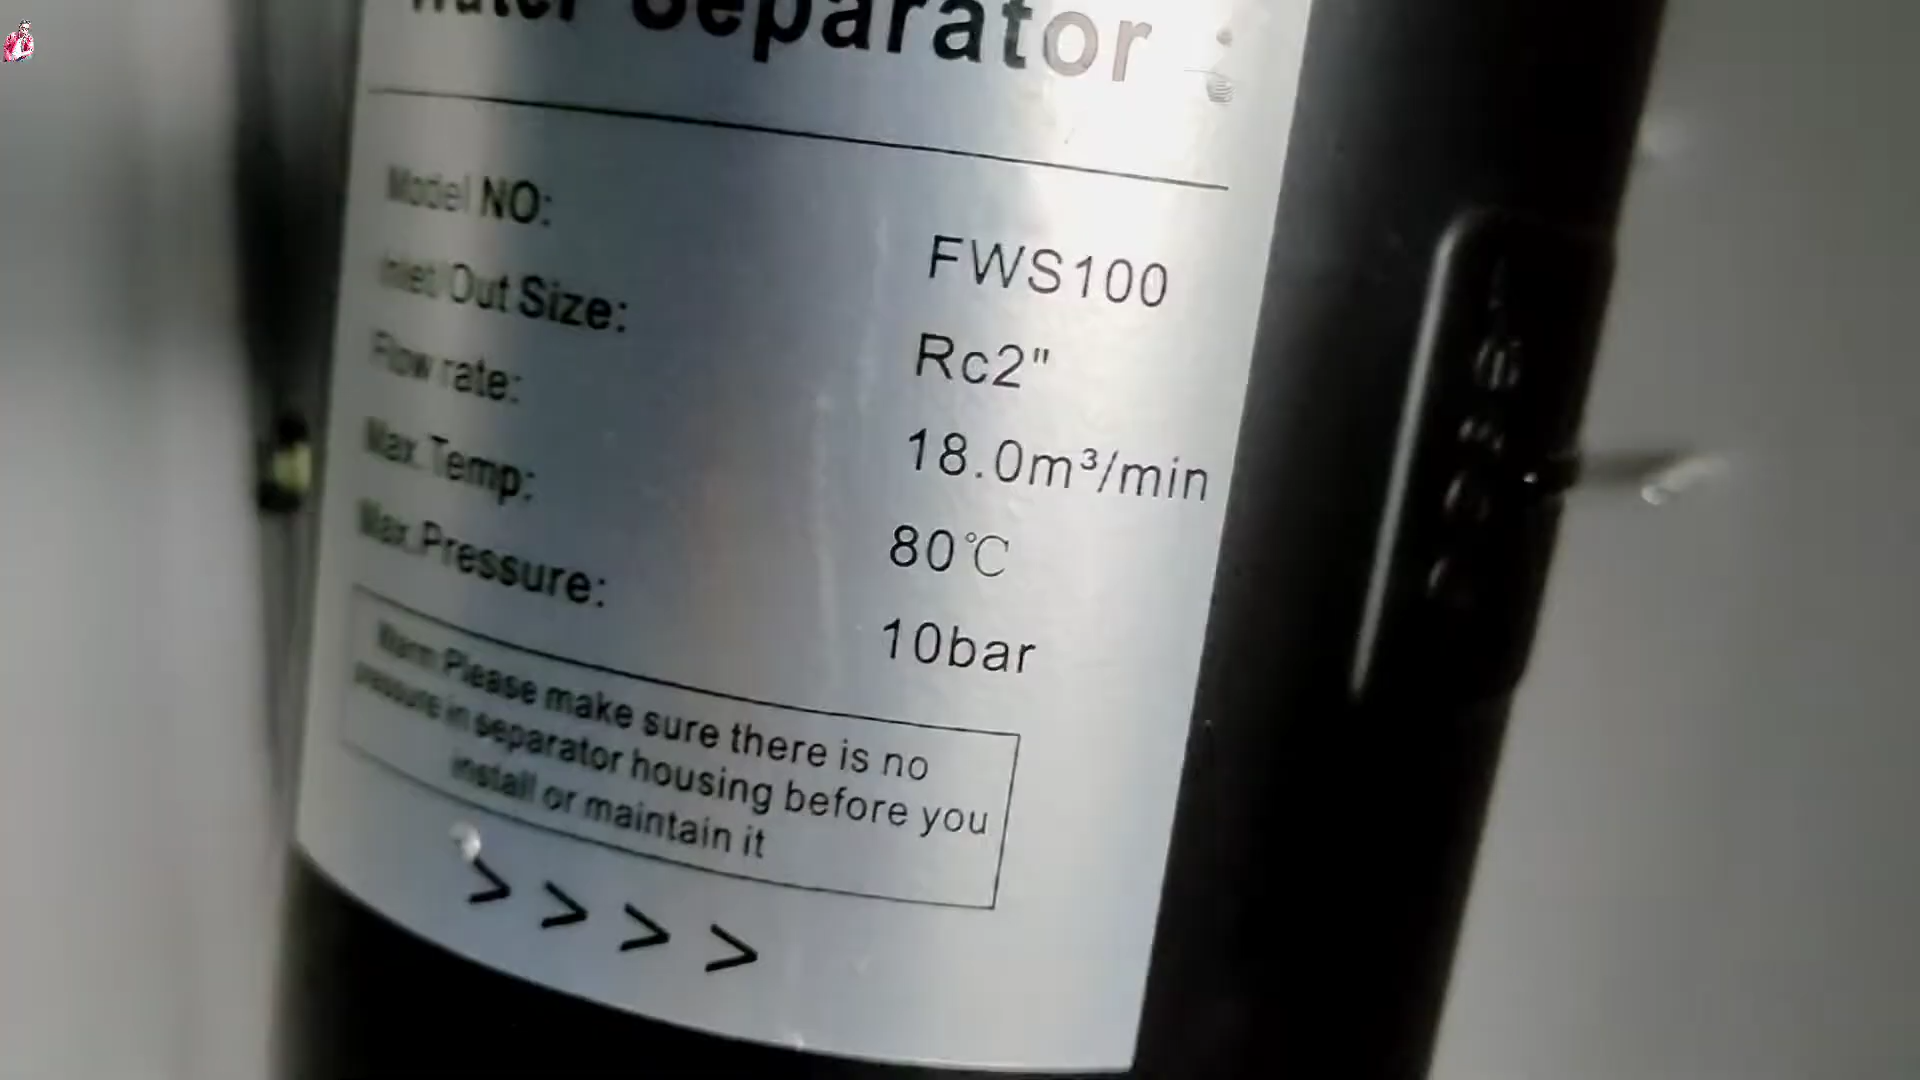 Water Separator
Model NO: FWS100
Inlet Out Size: Rc2"
Flow rate: 18.0m³/min
Max.Temp: 80℃
Max.Pressure: 10bar
Warm Please make sure there is no
pressure in separator housing before you
install or maintain it
>>>>